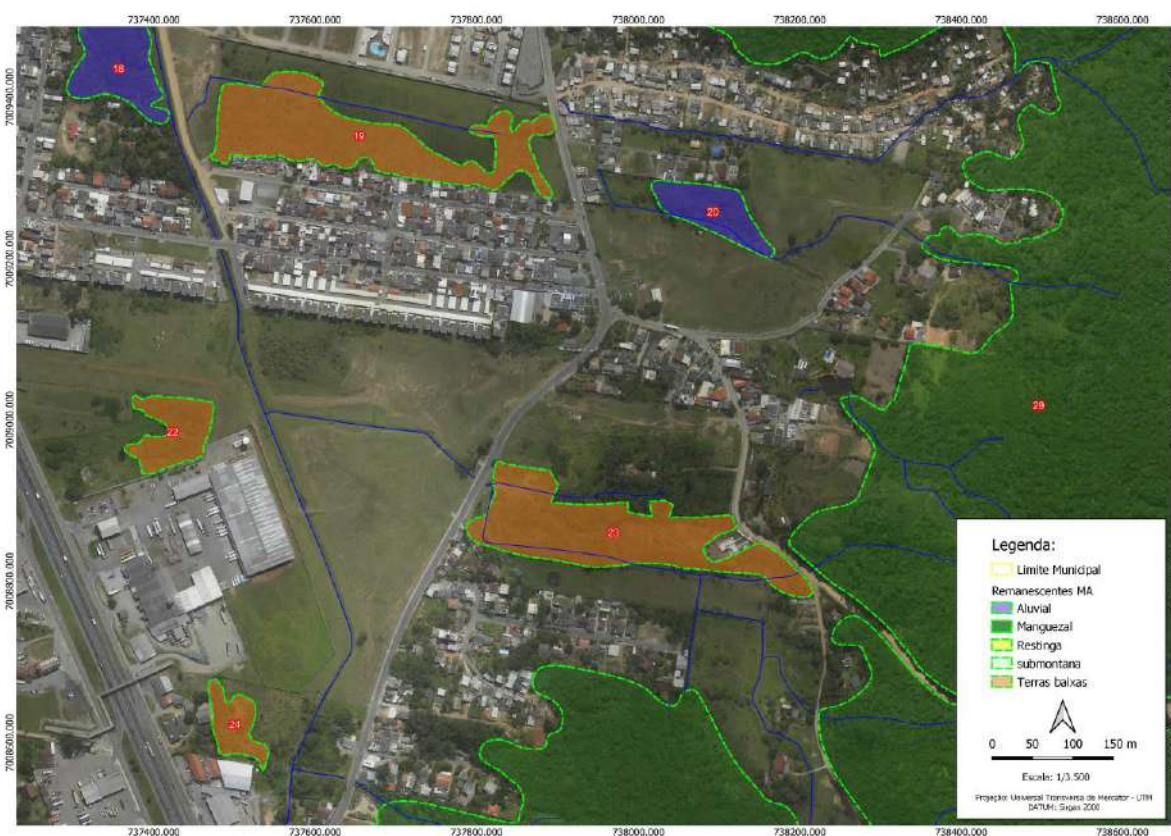 737400.000 737600.000 737800.000 738000.000 738200.000 738400.000 738600.000
7009400.000
7009200.000
7009000.000
7008800.000
7008600.000
18
19
20
22
23
24
29
Legenda:
Limite Municipal
Remanescentes MA
Aluvial
Manguezal
Restinga
submontana
Terras baixas
0 50 100 150 m
Escala: 1/3.500
Projeção: Universal Transversa de Mercator - UTM
DATUM: Sirgas 2000
737400.000 737600.000 737800.000 738000.000 738200.000 738400.000 738600.000